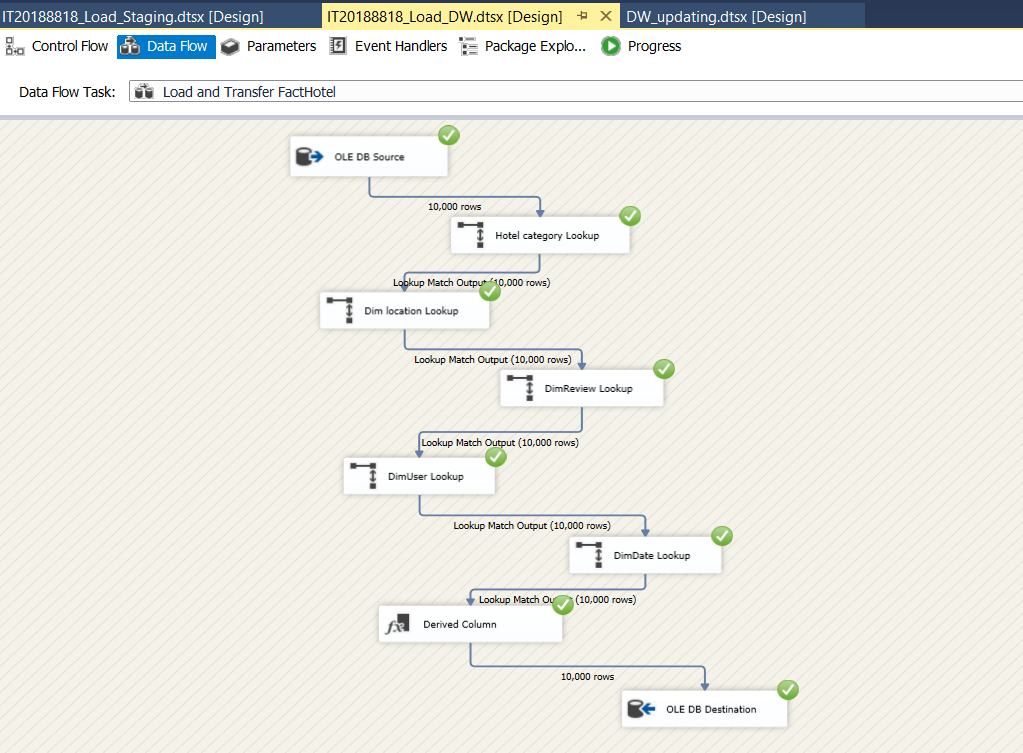 IT20188818_Load_Staging.dtsx [Design] IT20188818_Load_DW.dtsx [Design] DW_updating.dtsx [Design]
Control Flow Data Flow Parameters Event Handlers Package Explo... Progress
Data Flow Task: Load and Transfer FactHotel
OLE DB Source
10,000 rows
Hotel category Lookup
Lookup Match Output (10,000 rows)
Dim location Lookup
Lookup Match Output (10,000 rows)
DimReview Lookup
Lookup Match Output (10,000 rows)
DimUser Lookup
Lookup Match Output (10,000 rows)
DimDate Lookup
Lookup Match Output (10,000 rows)
Derived Column
10,000 rows
OLE DB Destination